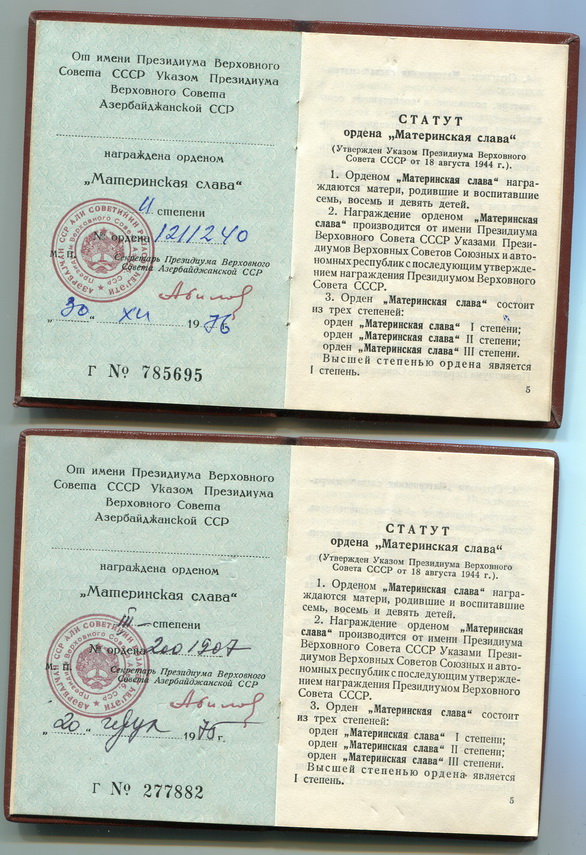 От имени Президиума Верховного
Совета СССР Указом Президиума
Верховного Совета
Азербайджанской ССР
награждена орденом
„Материнская слава“
II степени
№ ордена 1211240
М. П. Секретарь Президиума Верховного
Совета Азербайджанской ССР
„30“ XII 1976
Г № 785695
СТАТУТ
ордена „Материнская слава“
(Утвержден Указом Президиума Верховного
Совета СССР от 18 августа 1944 г.).
1. Орденом „Материнская слава“ награ-
ждаются матери, родившие и воспитавшие
семь, восемь и девять детей.
2. Награждение орденом „Материнская
слава“ производится от имени Президиума
Верховного Совета СССР Указами Прези-
диумов Верховных Советов Союзных и авто-
номных республик с последующим утвержде-
нием награждения Президиумом Верховного
Совета СССР.
3. Орден „Материнская слава“ состоит
из трех степеней:
орден „Материнская слава“ I степени;
орден „Материнская слава“ II степени;
орден „Материнская слава“ III степени.
Высшей степенью ордена является
I степень.
5
От имени Президиума Верховного
Совета СССР Указом Президиума
Верховного Совета
Азербайджанской ССР
награждена орденом
„Материнская слава“
III степени
№ ордена 2001907
М. П. Секретарь Президиума Верховного
Совета Азербайджанской ССР
„20“ 1975 г.
Г № 277882
СТАТУТ
ордена „Материнская слава“
(Утвержден Указом Президиума Верховного
Совета СССР от 18 августа 1944 г.).
1. Орденом „Материнская слава“ награ-
ждаются матери, родившие и воспитавшие
семь, восемь и девять детей.
2. Награждение орденом „Материнская
слава“ производится от имени Президиума
Верховного Совета СССР Указами Прези-
диумов Верховных Советов Союзных и авто-
номных республик с последующим утвержде-
нием награждения Президиумом Верховного
Совета СССР.
3. Орден „Материнская слава“ состоит
из трех степеней:
орден „Материнская слава“ I степени;
орден „Материнская слава“ II степени;
орден „Материнская слава“ III степени.
Высшей степенью ордена является
I степень.
5